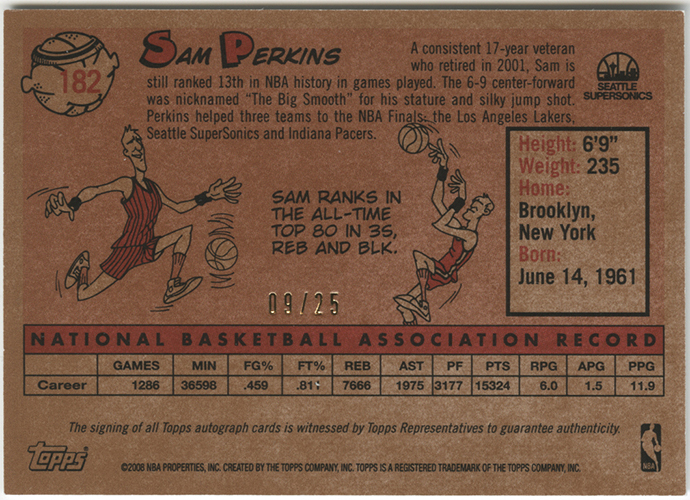 182
SAM PERKINS
A consistent 17-year veteran
who retired in 2001, Sam is
still ranked 13th in NBA history in games played. The 6-9 center-forward
was nicknamed "The Big Smooth" for his stature and silky jump shot.
Perkins helped three teams to the NBA Finals: the Los Angeles Lakers,
Seattle SuperSonics and Indiana Pacers.
SEATTLE
SUPERSONICS
SAM RANKS IN
THE ALL-TIME
TOP 80 IN 3S,
REB AND BLK.
Height: 6'9"
Weight: 235
Home:
Brooklyn,
New York
Born:
June 14, 1961
09/25
NATIONAL BASKETBALL ASSOCIATION RECORD
GAMES MIN FG% FT% REB AST PF PTS RPG APG PPG
Career 1286 36598 .459 .811 7666 1975 3177 15324 6.0 1.5 11.9
The signing of all Topps autograph cards is witnessed by Topps Representatives to guarantee authenticity.
topps
©2008 NBA PROPERTIES, INC. CREATED BY THE TOPPS COMPANY, INC. TOPPS IS A REGISTERED TRADEMARK OF THE TOPPS COMPANY, INC.
NBA